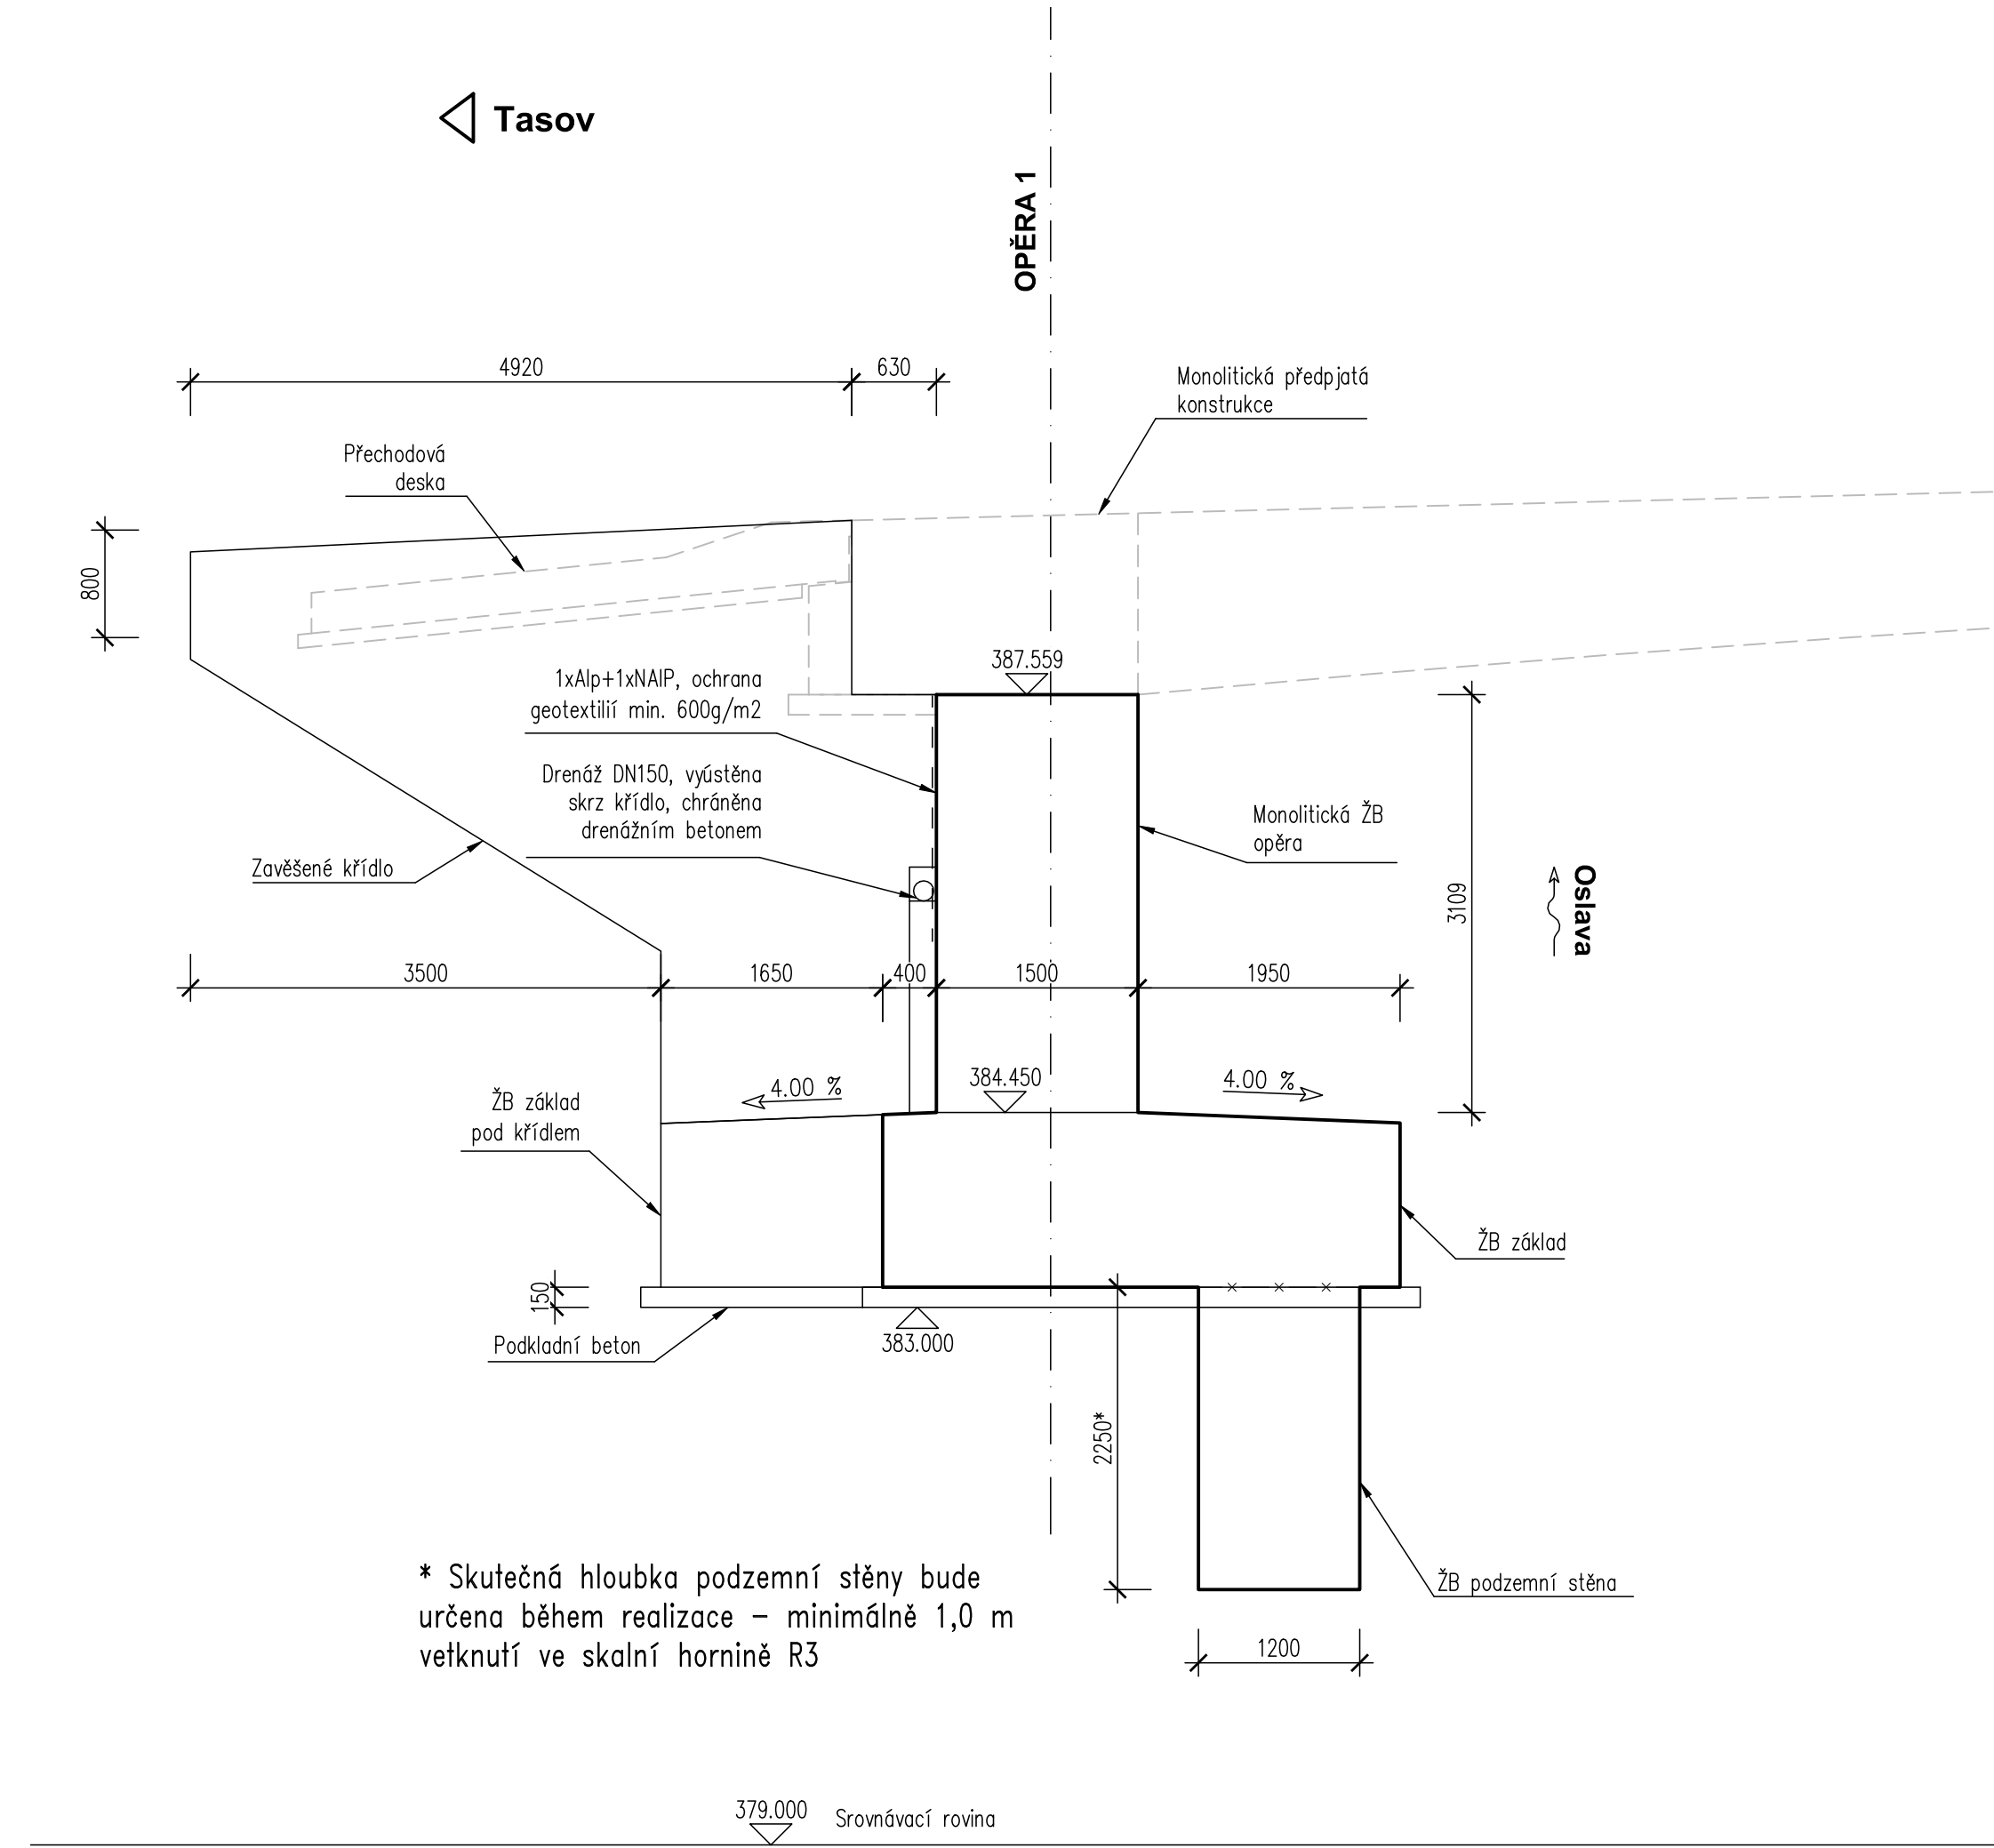 Tasov
OPĚRA 1
4920
630
Monolitická předpjatá
konstrukce
Přechodová
deska
800
387.559
1xAlp+1xNAIP, ochrana
geotextilií min. 600g/m2
Drenáž DN150, vyústěna
skrz křídlo, chráněna
drenážním betonem
Monolitická ŽB
opěra
Zavěšené křídlo
3109
Oslava
3500
1650
400
1500
1950
4.00 %
384.450
4.00 %
ŽB základ
pod křídlem
ŽB základ
150
Podkladní beton
383.000
2250*
* Skutečná hloubka podzemní stěny bude
určena během realizace – minimálně 1,0 m
vetknutí ve skalní hornině R3
ŽB podzemní stěna
1200
379.000
Srovnávací rovina